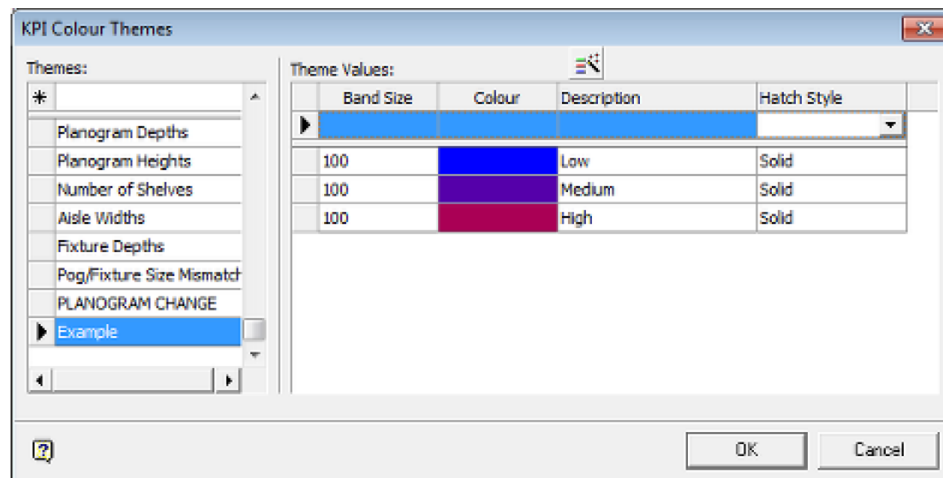 KPI Colour Themes
Themes:
Theme Values:
Band Size Colour Description Hatch Style
Planogram Depths
Planogram Heights
Number of Shelves
Aisle Widths
Fixture Depths
Pog/Fixture Size Mismatch
PLANOGRAM CHANGE
Example
100 Low Solid
100 Medium Solid
100 High Solid
OK Cancel